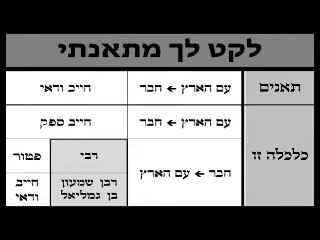 לקט לך מתאנתי
תאנים עם הארץ ← חבר חייב ודאי
כלכלה זו עם הארץ ← חבר חייב ספק
חבר ← עם הארץ רבי פטור
רבן שמעון בן גמליאל חייב ודאי